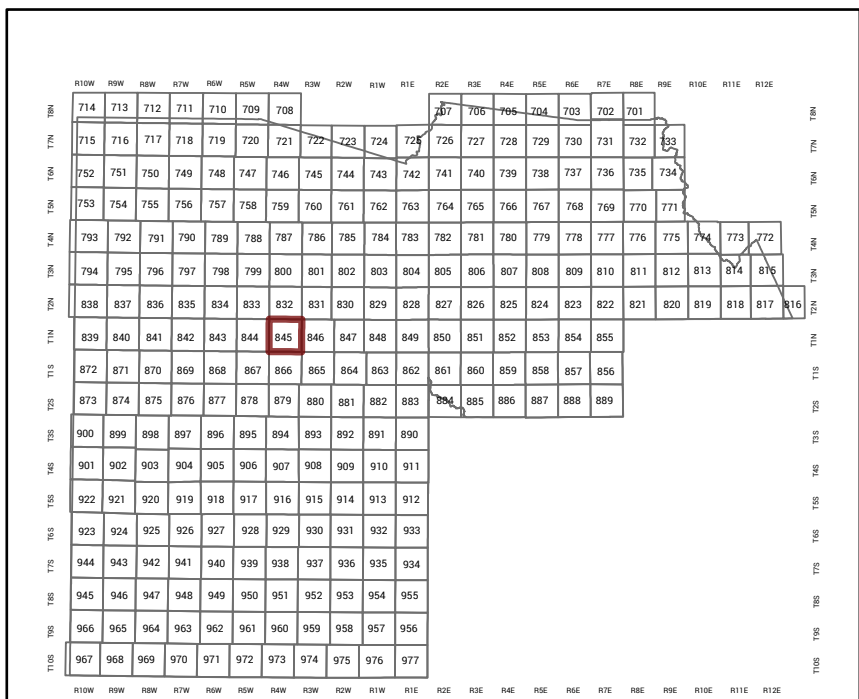 R10W R9W R8W R7W R6W R5W R4W R3W R2W R1W R1E R2E R3E R4E R5E R6E R7E R8E R9E R10E R11E R12E
T8N 714 713 712 711 710 709 708 707 706 705 704 703 702 701 T8N
T7N 715 716 717 718 719 720 721 722 723 724 725 726 727 728 729 730 731 732 733 T7N
T6N 752 751 750 749 748 747 746 745 744 743 742 741 740 739 738 737 736 735 734 T6N
T5N 753 754 755 756 757 758 759 760 761 762 763 764 765 766 767 768 769 770 771 T5N
T4N 793 792 791 790 789 788 787 786 785 784 783 782 781 780 779 778 777 776 775 774 773 772 T4N
T3N 794 795 796 797 798 799 800 801 802 803 804 805 806 807 808 809 810 811 812 813 814 815 T3N
T2N 838 837 836 835 834 833 832 831 830 829 828 827 826 825 824 823 822 821 820 819 818 817 816 T2N
T1N 839 840 841 842 843 844 845 846 847 848 849 850 851 852 853 854 855 T1N
T1S 872 871 870 869 868 867 866 865 864 863 862 861 860 859 858 857 856 T1S
T2S 873 874 875 876 877 878 879 880 881 882 883 884 885 886 887 888 889 T2S
T3S 900 899 898 897 896 895 894 893 892 891 890 T3S
T4S 901 902 903 904 905 906 907 908 909 910 911 T4S
T5S 922 921 920 919 918 917 916 915 914 913 912 T5S
T6S 923 924 925 926 927 928 929 930 931 932 933 T6S
T7S 944 943 942 941 940 939 938 937 936 935 934 T7S
T8S 945 946 947 948 949 950 951 952 953 954 955 T8S
T9S 966 965 964 963 962 961 960 959 958 957 956 T9S
T10S 967 968 969 970 971 972 973 974 975 976 977 T10S
R10W R9W R8W R7W R6W R5W R4W R3W R2W R1W R1E R2E R3E R4E R5E R6E R7E R8E R9E R10E R11E R12E